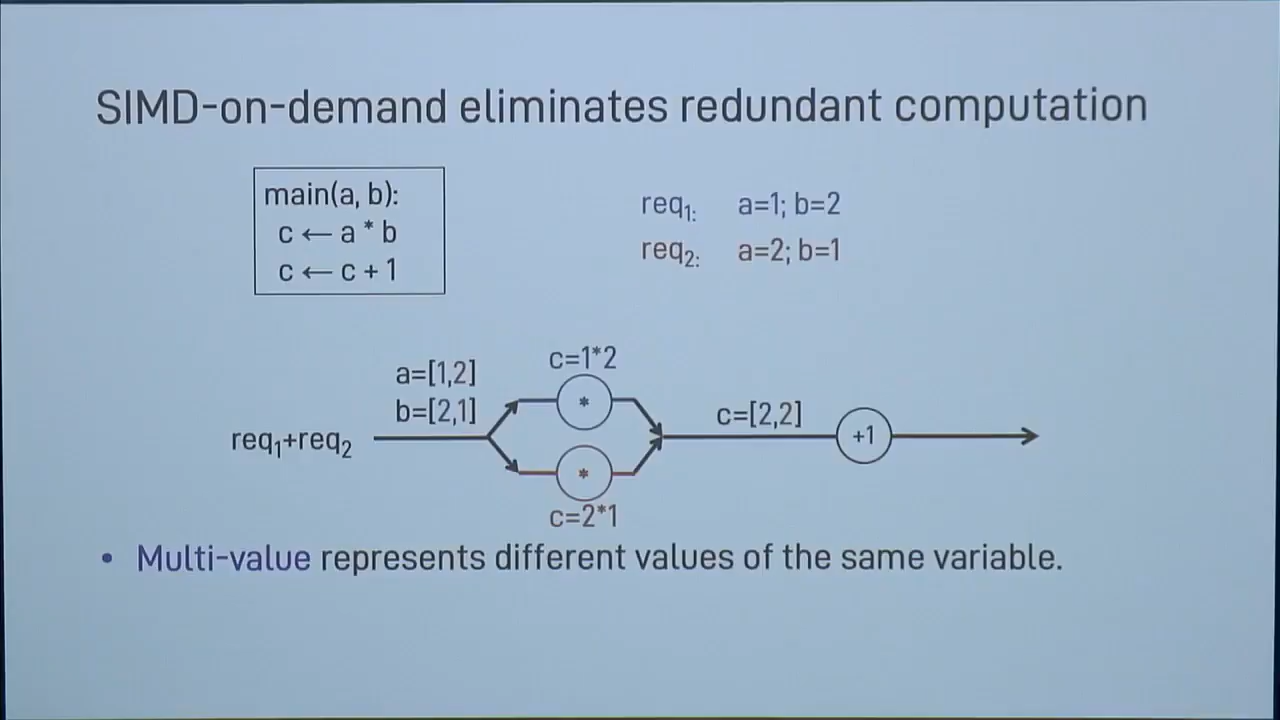 SIMD-on-demand eliminates redundant computation
main(a, b):
c ← a * b
c ← c + 1
req1: a=1; b=2
req2: a=2; b=1
a=[1,2]
b=[2,1]
req1+req2
c=1*2
*
*
c=2*1
c=[2,2]
+1
• Multi-value represents different values of the same variable.